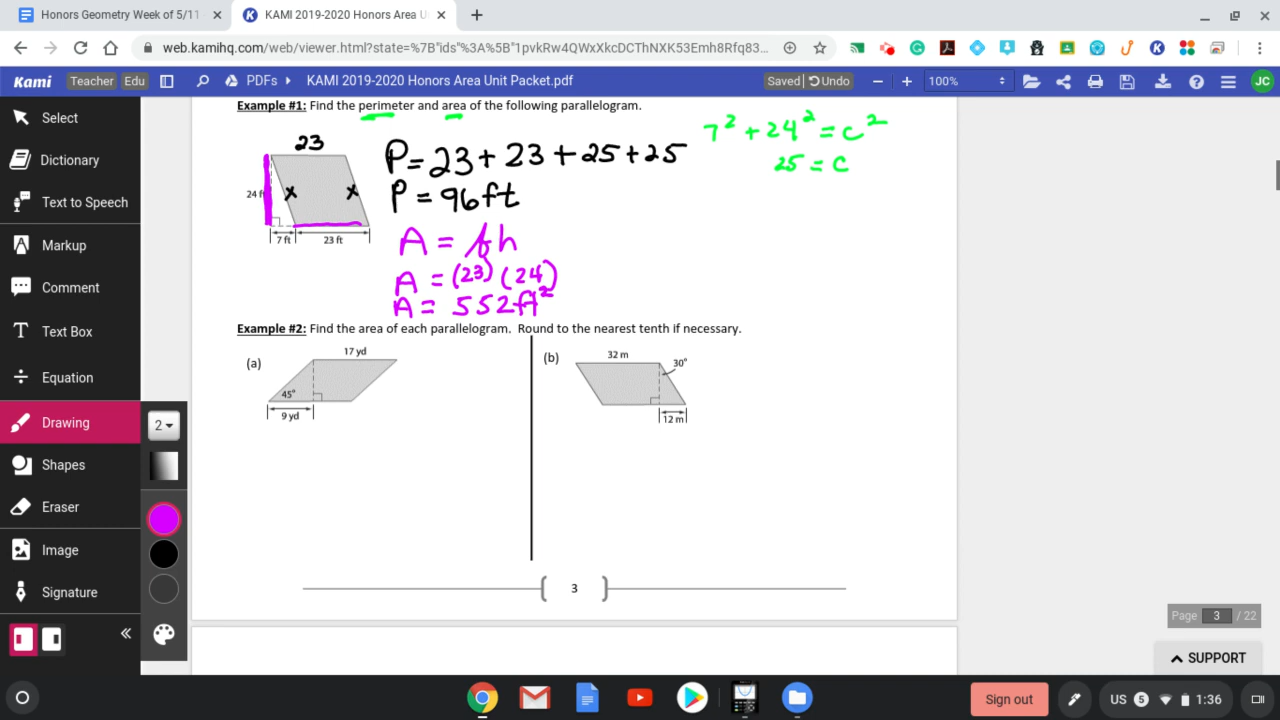 Honors Geometry Week of 5/11
KAMI 2019-2020 Honors Area U
web.kamihq.com/web/viewer.html?state=%7B"ids"%3A%5B"1pvkRw4QWxXkcDCThNXK53Emh8Rfq83...
Kami Teacher Edu PDFs KAMI 2019-2020 Honors Area Unit Packet.pdf Saved Undo 100% JC
Select
Dictionary
Text to Speech
Markup
Comment
Text Box
Equation
Drawing
Shapes
Eraser
Image
Signature
2
Example #1: Find the perimeter and area of the following parallelogram.
23
24 f
7 ft 23 ft
x x
P = 23 + 23 + 25 + 25
P = 96 ft
7² + 24² = c²
25 = c
A = bh
A = (23) (24)
A = 552 ft²
Example #2: Find the area of each parallelogram. Round to the nearest tenth if necessary.
(a)
17 yd
45°
9 yd
(b)
32 m
30°
12 m
3
Page 3 / 22
SUPPORT
Sign out
US 5 1:36